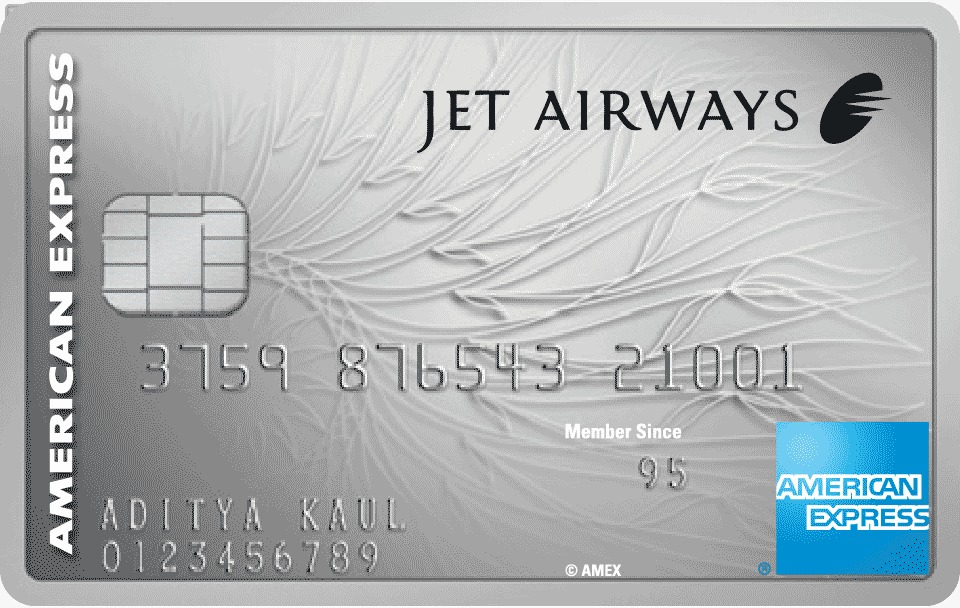 AMERICAN EXPRESS
JET AIRWAYS
3759 876543 21001
Member Since
95
ADITYA KAUL
0123456789
© AMEX
®
AMERICAN
EXPRESS